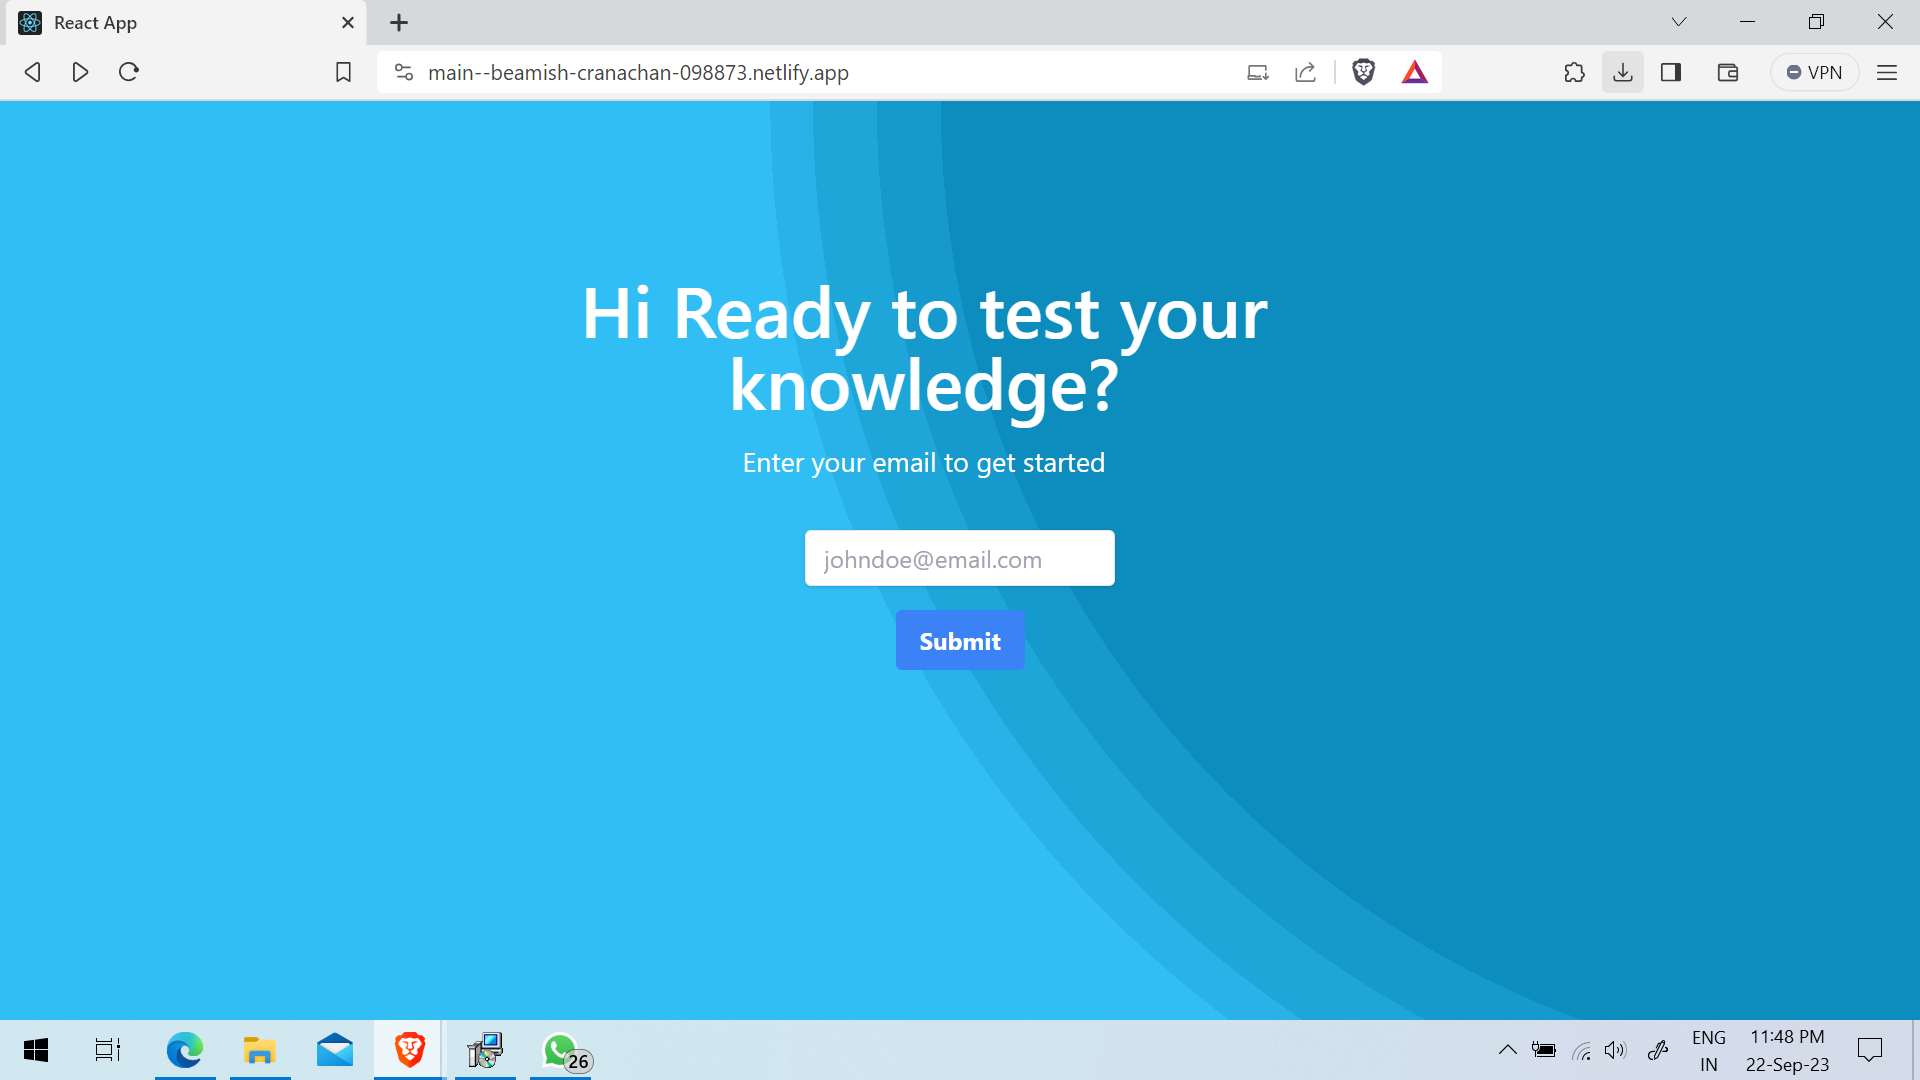 React App
main--beamish-cranachan-098873.netlify.app
VPN
Hi Ready to test your
knowledge?
Enter your email to get started
johndoe@email.com
Submit
26
ENG
IN
11:48 PM
22-Sep-23